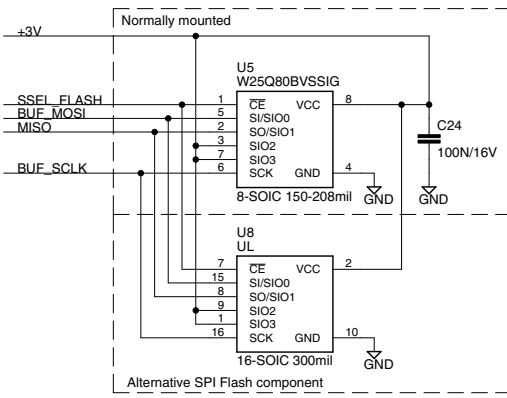 Normally mounted
+3V
U5
W25Q80BVSSIG
SSEL_FLASH 1 CE VCC 8
BUF_MOSI 5 SI/SIO0
MISO 2 SO/SIO1
3 SIO2
7 SIO3
BUF_SCLK 6 SCK GND 4
C24
100N/16V
GND GND
8-SOIC 150-208mil
U8
UL
7 CE VCC 2
15 SI/SIO0
8 SO/SIO1
9 SIO2
1 SIO3
16 SCK GND 10
16-SOIC 300mil
GND
Alternative SPI Flash component